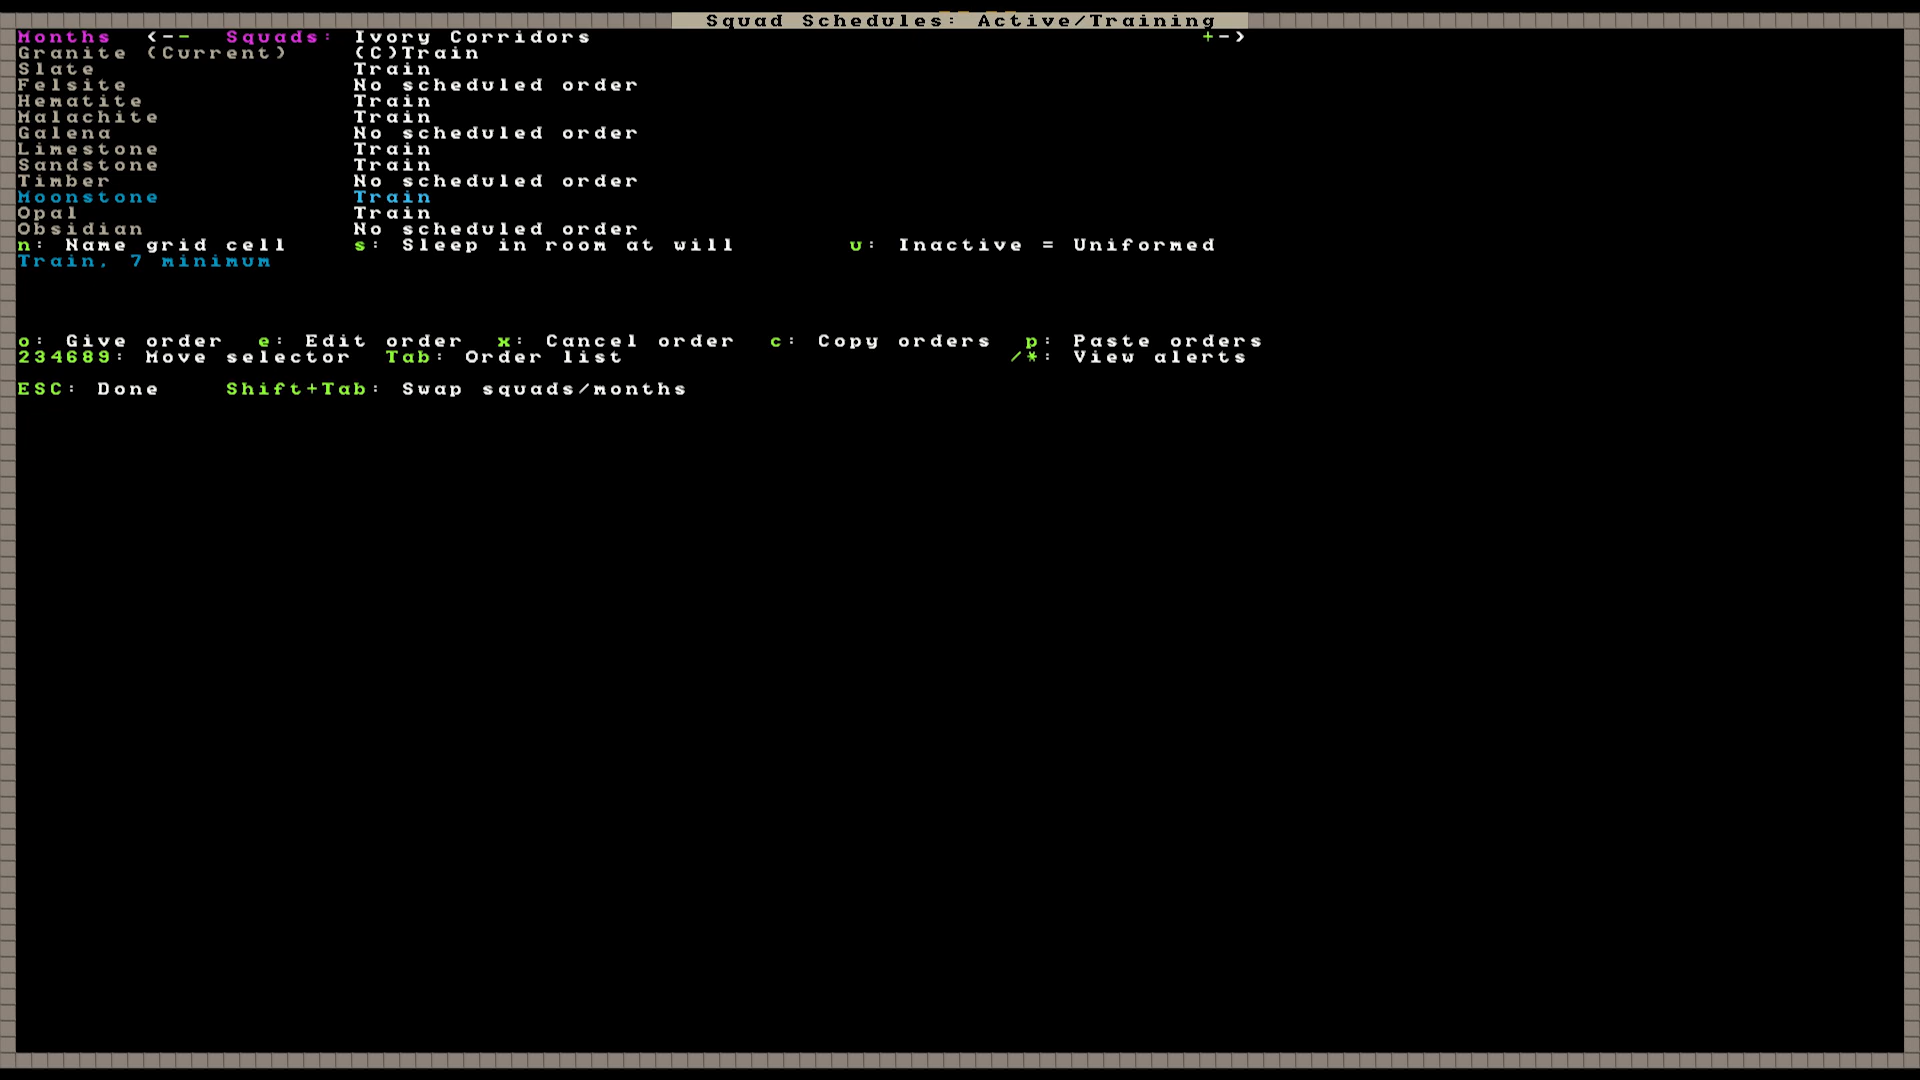 Squad Schedules: Active/Training
Months <-- Squads: Ivory Corridors +->
Granite (Current) (C)Train
Slate Train
Felsite No scheduled order
Hematite Train
Malachite Train
Galena No scheduled order
Limestone Train
Sandstone Train
Timber No scheduled order
Moonstone Train
Opal Train
Obsidian No scheduled order
n: Name grid cell s: Sleep in room at will u: Inactive = Uniformed
Train, 7 minimum
o: Give order e: Edit order x: Cancel order c: Copy orders p: Paste orders
234689: Move selector Tab: Order list /*: View alerts
ESC: Done Shift+Tab: Swap squads/months